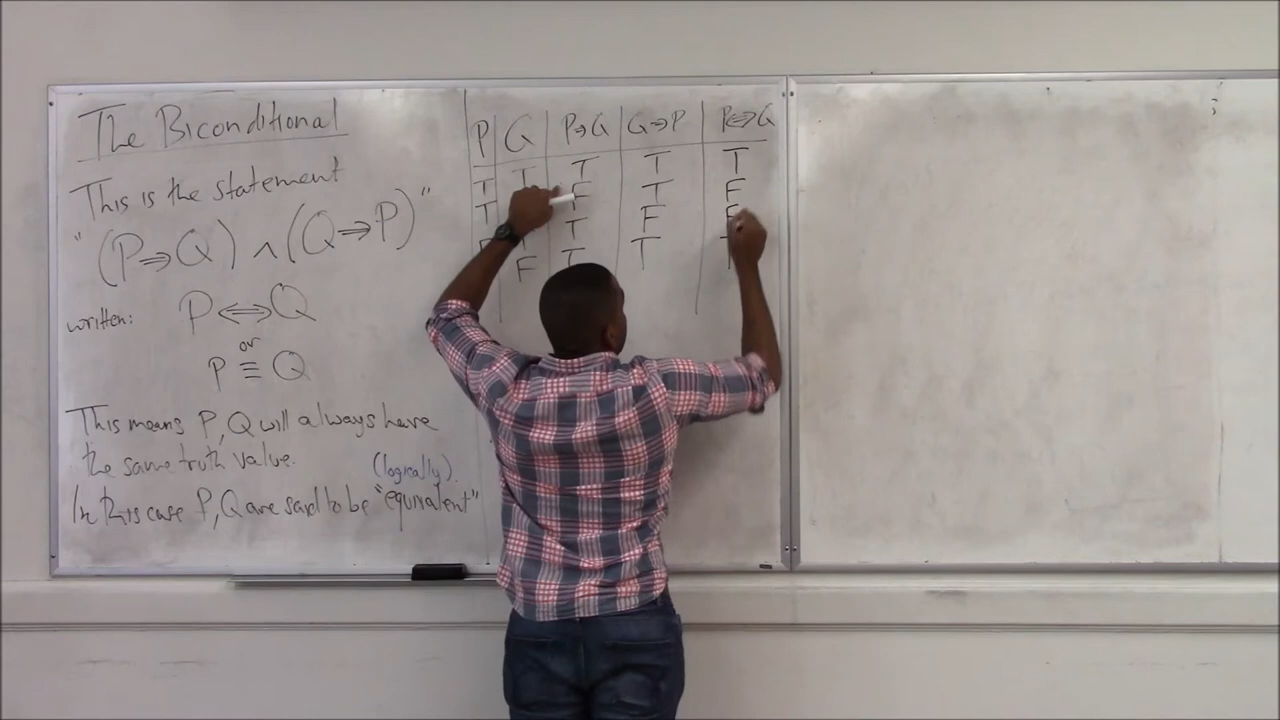 The Biconditional
This is the statement
"(P⇒Q) ∧ (Q⇒P)"
written: P⇔Q
or
P ≡ Q
This means P, Q will always have
the same truth value.
(logically).
In this case P, Q are said to be "equivalent"
P Q P⇒Q Q⇒P P⇔Q
T T T T T
T F T F
T F F
F T T T